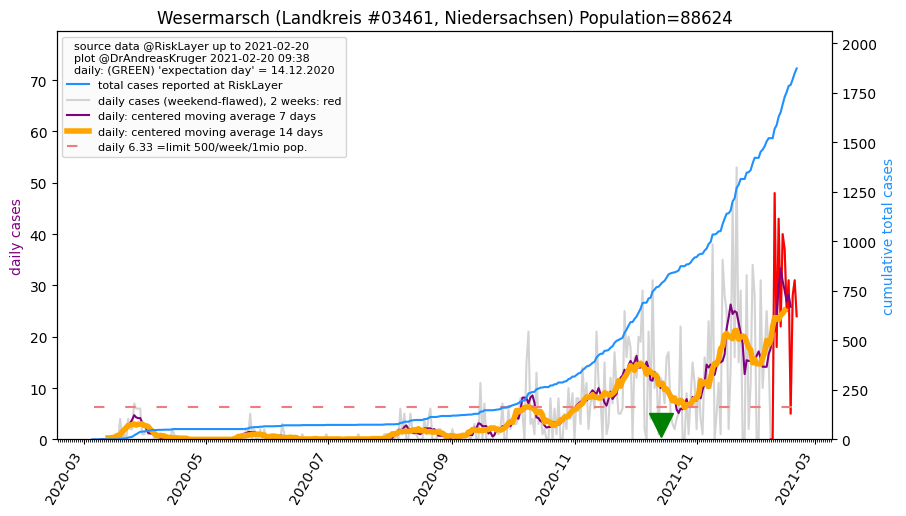 Wesermarsch (Landkreis #03461, Niedersachsen) Population=88624
source data @RiskLayer up to 2021-02-20
plot @DrAndreasKruger 2021-02-20 09:38
daily: (GREEN) 'expectation day' = 14.12.2020
total cases reported at RiskLayer
daily cases (weekend-flawed), 2 weeks: red
daily: centered moving average 7 days
daily: centered moving average 14 days
daily 6.33 =limit 500/week/1mio pop.
daily cases
70
60
50
40
30
20
10
0
cumulative total cases
2000
1750
1500
1250
1000
750
500
250
0
2020-03
2020-05
2020-07
2020-09
2020-11
2021-01
2021-03